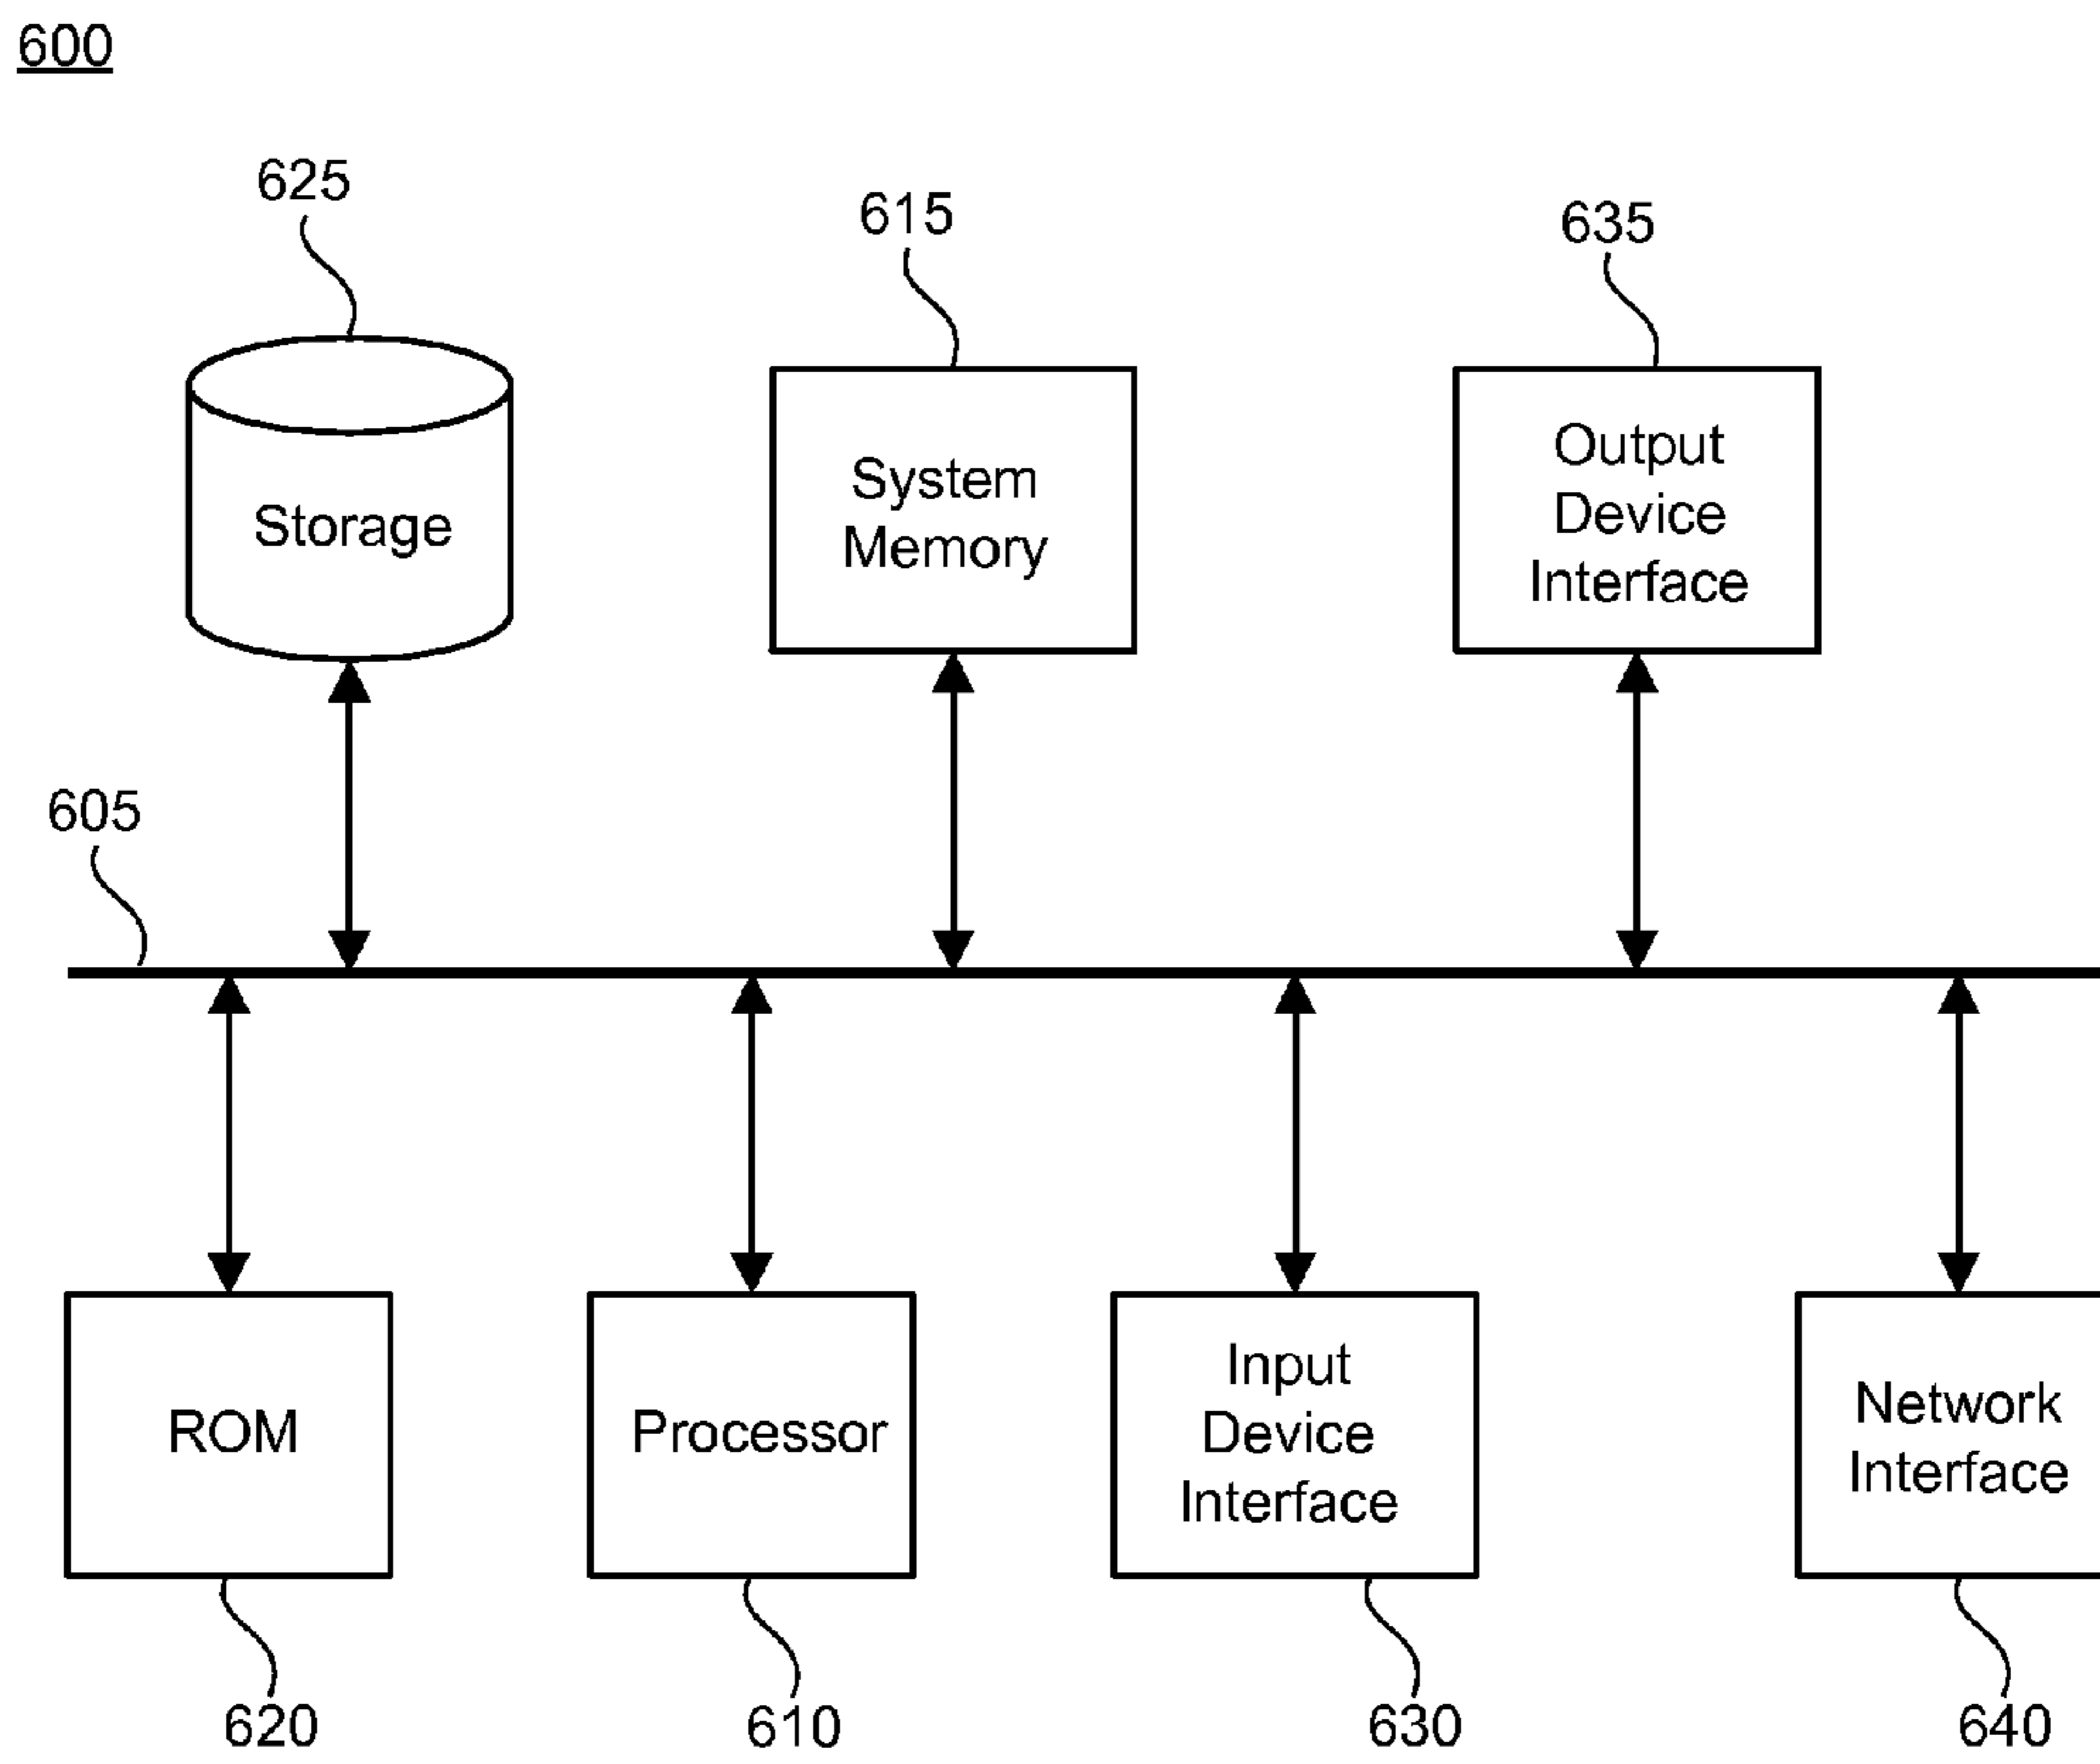 600
625
615
635
Storage
System
Memory
Output
Device
Interface
605
ROM
Processor
Input
Device
Interface
Network
Interface
620
610
630
640